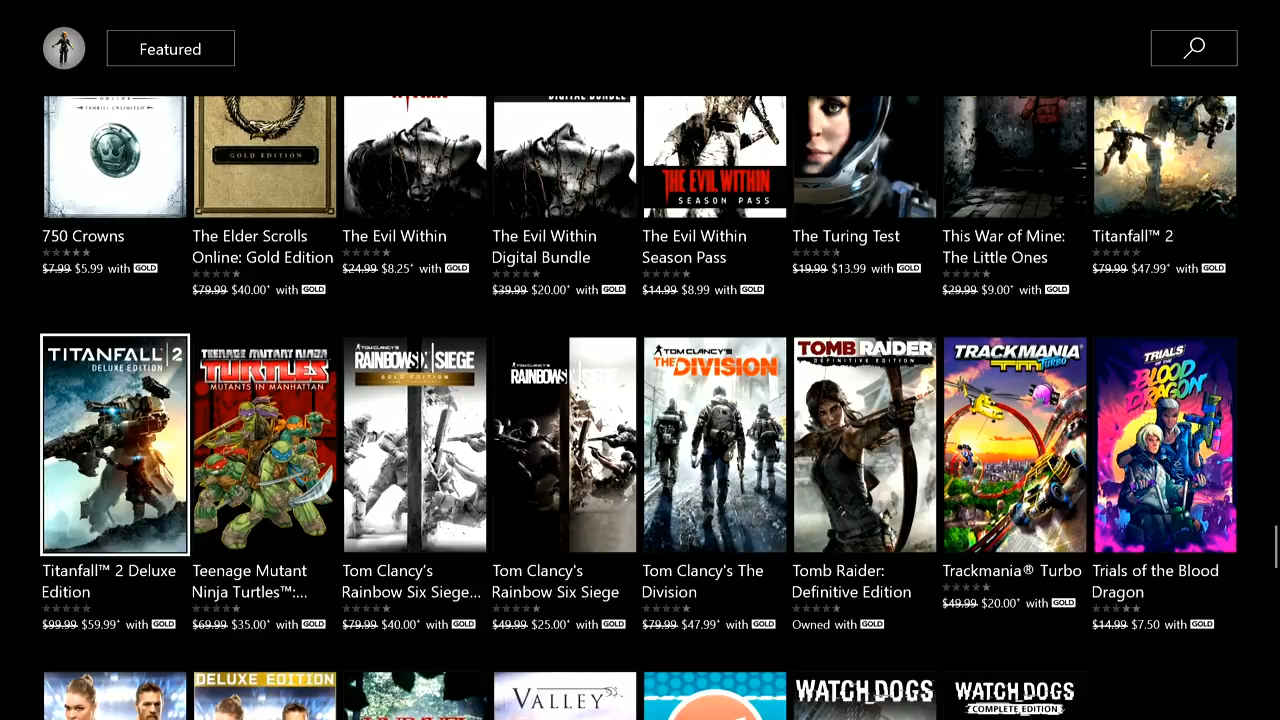 Featured
TAMRIEL UNLIMITED
GOLD EDITION
DIGITAL BUNDLE
THE EVIL WITHIN
SEASON PASS
750 Crowns
$7.99 $5.99 with GOLD
The Elder Scrolls
Online: Gold Edition
$79.99 $40.00* with GOLD
The Evil Within
$24.99 $8.25* with GOLD
The Evil Within
Digital Bundle
$39.99 $20.00* with GOLD
The Evil Within
Season Pass
$14.99 $8.99 with GOLD
The Turing Test
$19.99 $13.99 with GOLD
This War of Mine:
The Little Ones
$29.99 $9.00* with GOLD
Titanfall™ 2
$79.99 $47.99* with GOLD
TITANFALL 2
DELUXE EDITION
TEENAGE MUTANT NINJA
TURTLES
MUTANTS IN MANHATTAN
TOM CLANCY'S
RAINBOW SIX SIEGE
GOLD EDITION
TOM CLANCY'S
THE DIVISION
TOMB RAIDER
DEFINITIVE EDITION
TRACKMANIA
TURBO
TRIALS
OF THE
BLOOD
DRAGON
Titanfall™ 2 Deluxe
Edition
$99.99 $59.99* with GOLD
Teenage Mutant
Ninja Turtles™:...
$69.99 $35.00* with GOLD
Tom Clancy's
Rainbow Six Siege...
$79.99 $40.00* with GOLD
Tom Clancy's
Rainbow Six Siege
$49.99 $25.00* with GOLD
Tom Clancy's The
Division
$79.99 $47.99* with GOLD
Tomb Raider:
Definitive Edition
Owned with GOLD
Trackmania® Turbo
$49.99 $20.00* with GOLD
Trials of the Blood
Dragon
$14.99 $7.50 with GOLD
DELUXE EDITION
VALLEY
WATCH DOGS
WATCH DOGS
COMPLETE EDITION